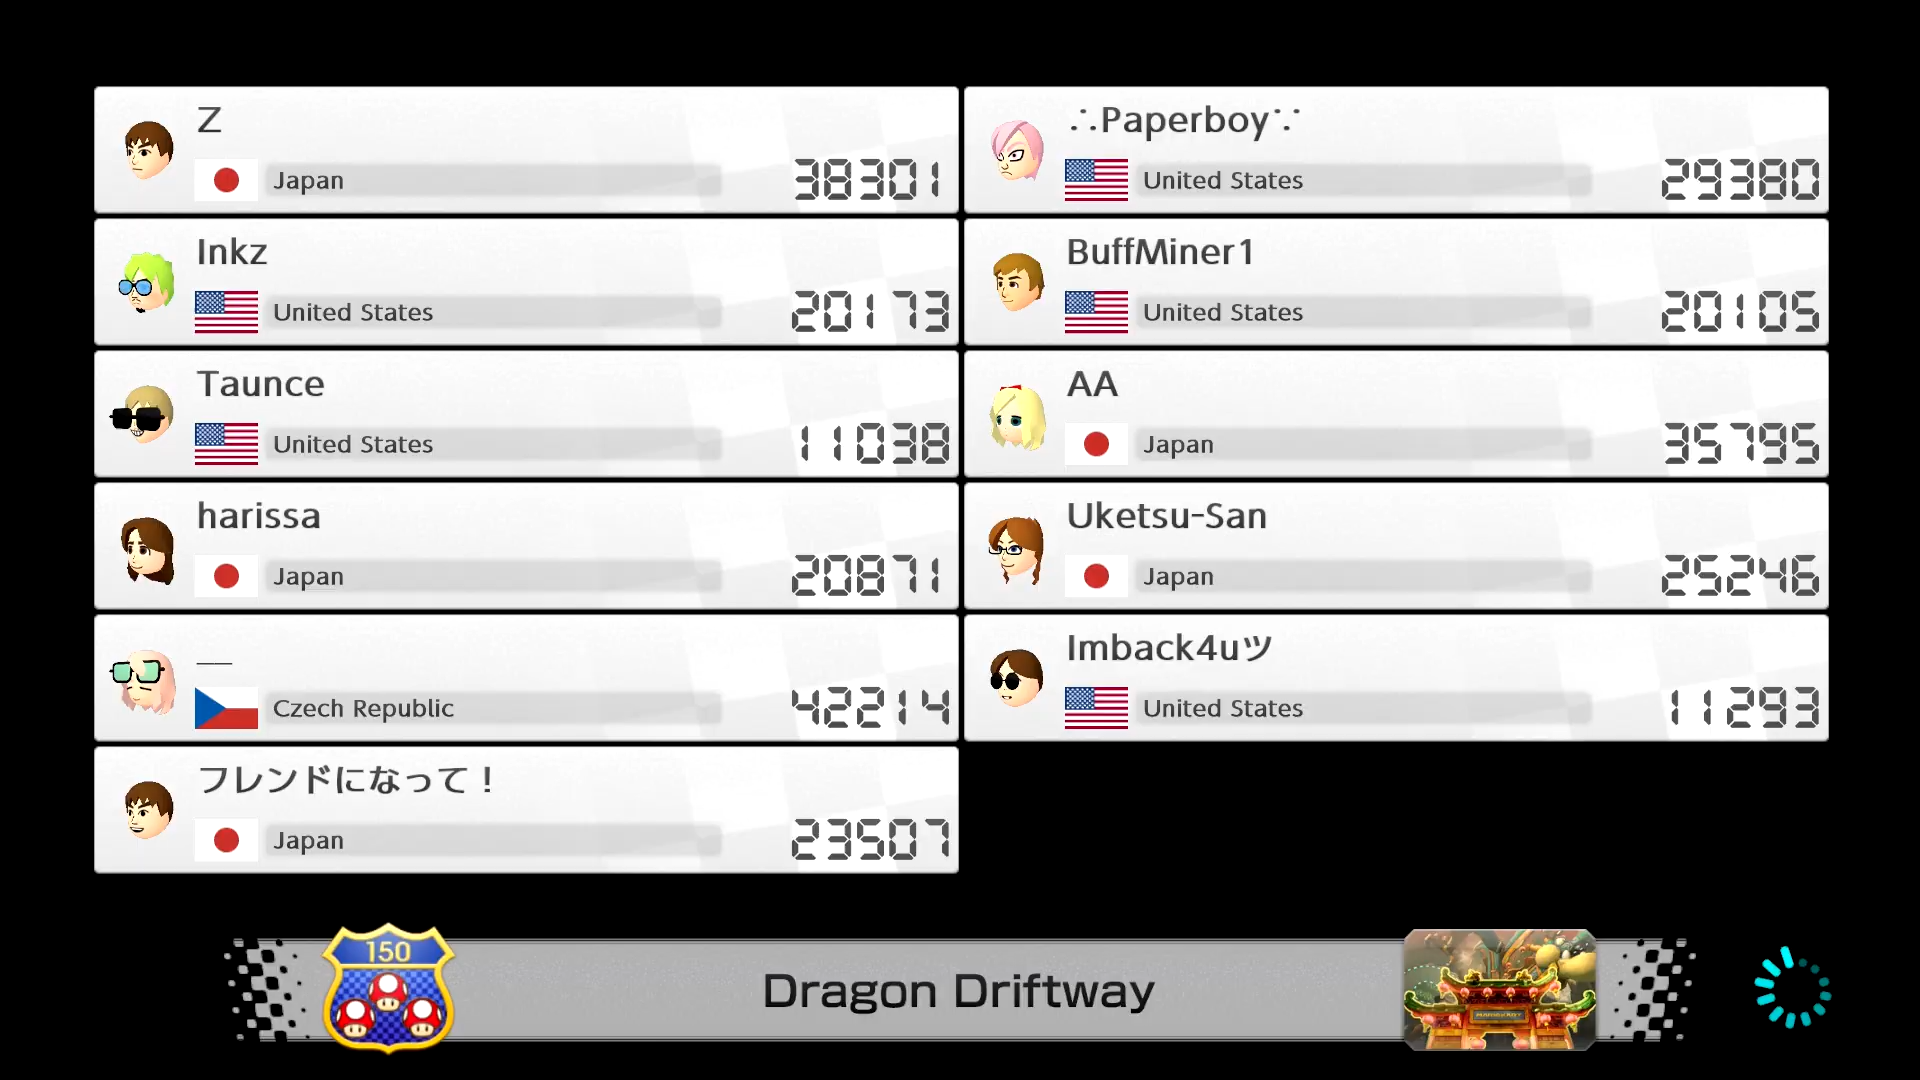 Z
Japan 38301
∴Paperboy∵
United States 29380
Inkz
United States 20173
BuffMiner1
United States 20105
Taunce
United States 11038
AA
Japan 35795
harissa
Japan 20871
Uketsu-San
Japan 25246
__
Czech Republic 42214
Imback4uツ
United States 11293
フレンドになって!
Japan 23507
150
Dragon Driftway